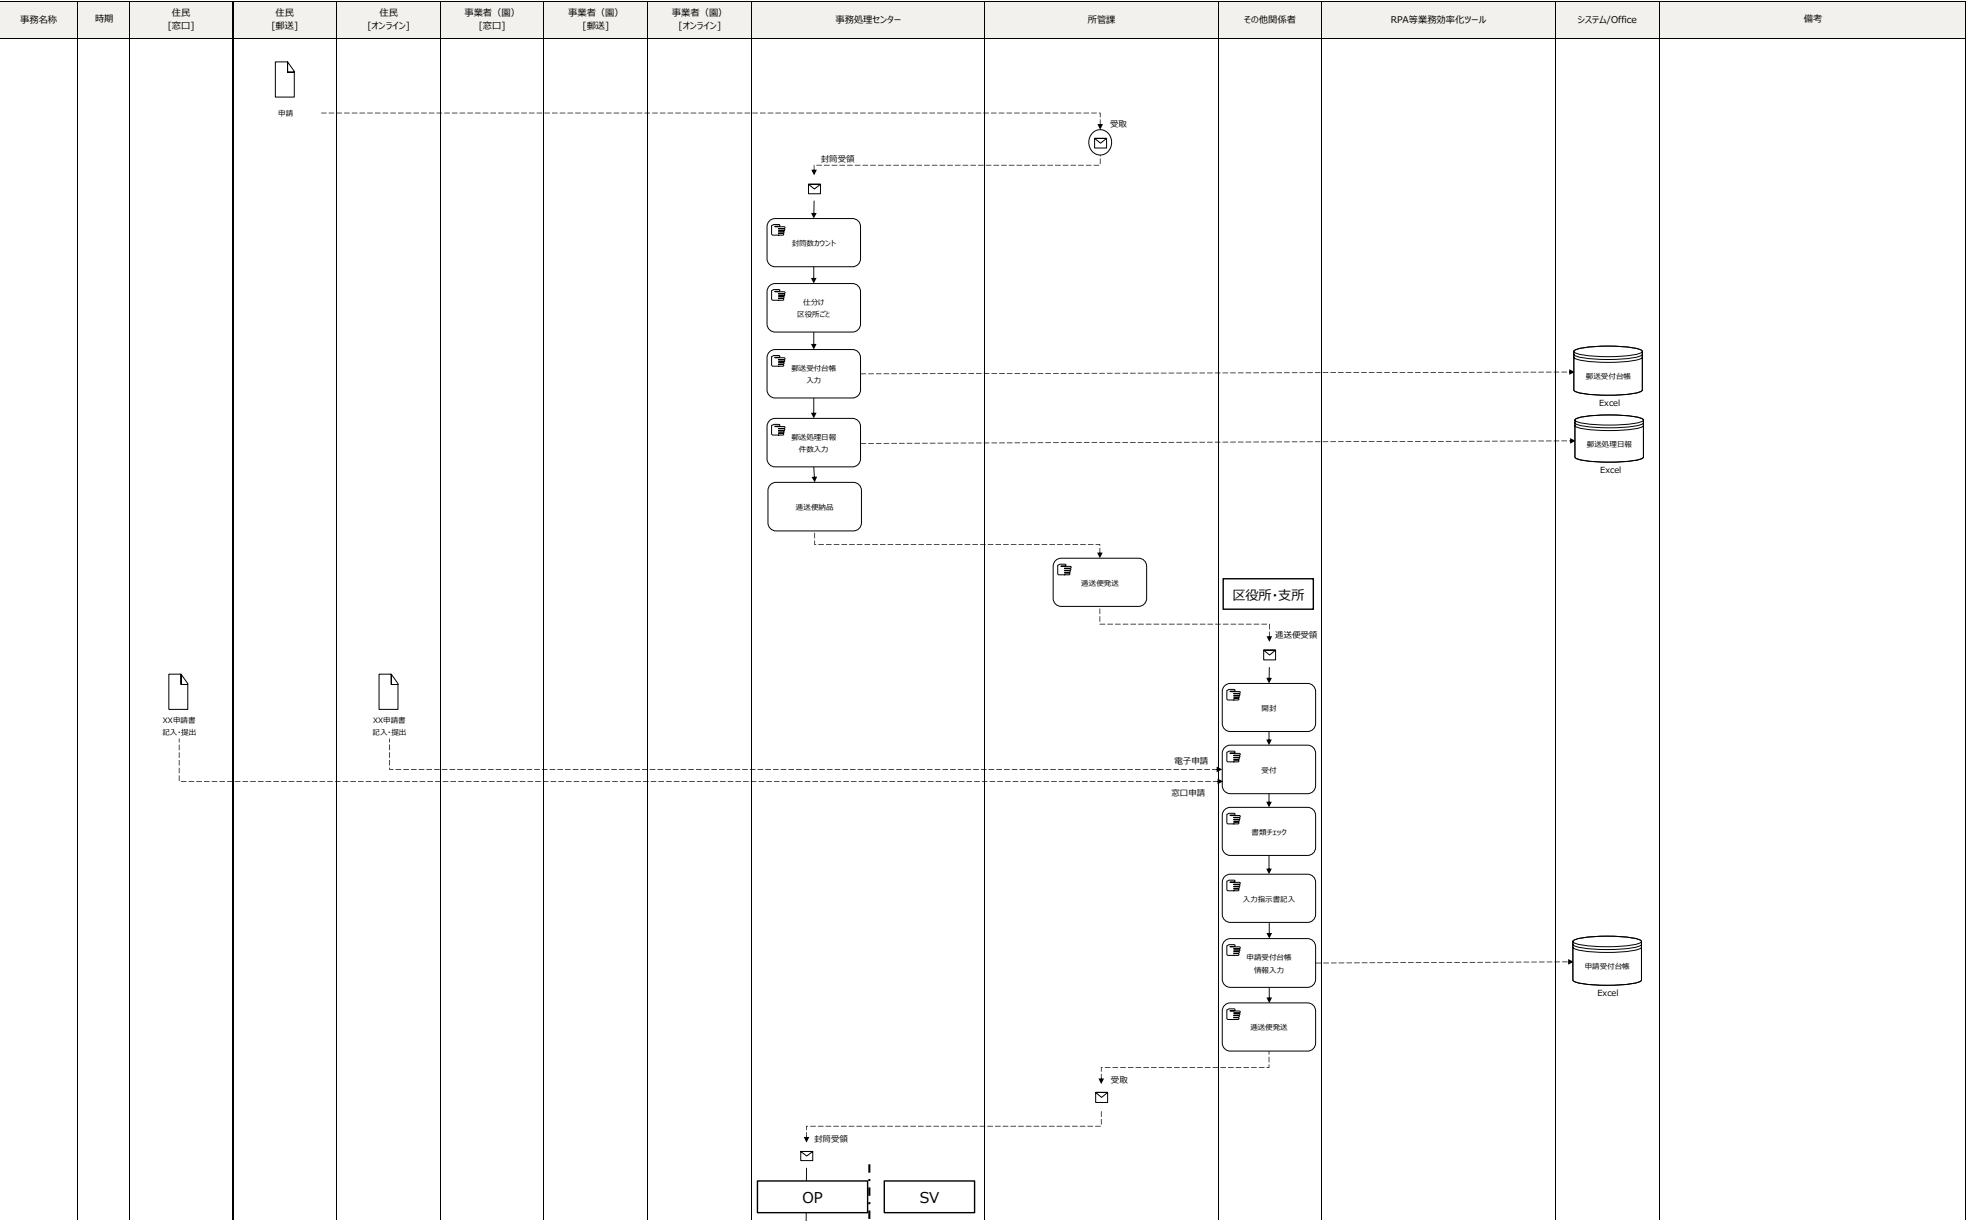 事務名称
時期
住民
[窓口]
住民
[郵送]
住民
[オンライン]
事業者（園）
[窓口]
事業者（園）
[郵送]
事業者（園）
[オンライン]
事務処理センター
所管課
その他関係者
RPA等業務効率化ツール
システム/Office
備考
申請
受取
封筒受領
封筒数カウント
仕分け
区役所ごと
郵送受付台帳
入力
郵送受付台帳
Excel
郵送処理日報
件数入力
郵送処理日報
Excel
逓送便納品
逓送便発送
区役所・支所
逓送便受領
XX申請書
記入・提出
XX申請書
記入・提出
開封
電子申請
受付
窓口申請
書類チェック
入力指示書記入
申請受付台帳
情報入力
申請受付台帳
Excel
逓送便発送
受取
封筒受領
OP
SV